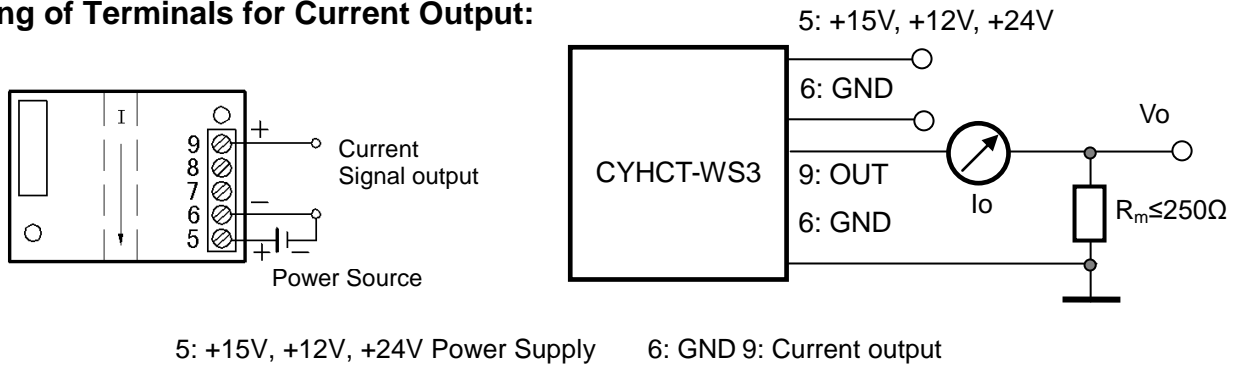 ng of Terminals for Current Output:
I
9
8
7
6
5
+
−
+
−
Current
Signal output
Power Source
5: +15V, +12V, +24V
6: GND
CYHCT-WS3
9: OUT
6: GND
Io
Vo
Rm≤250Ω
5: +15V, +12V, +24V Power Supply 6: GND 9: Current output